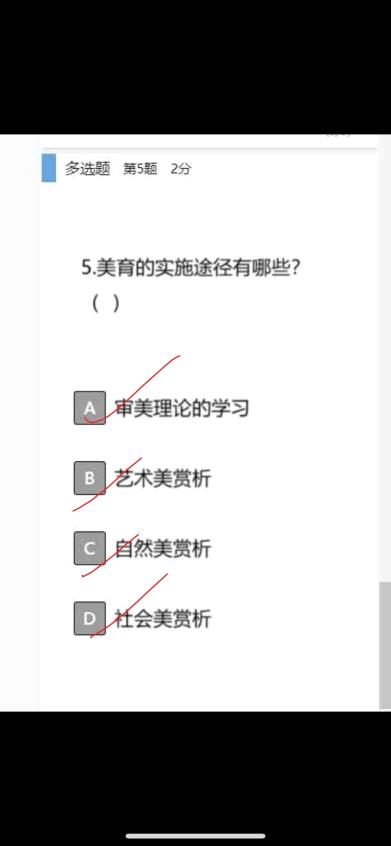 多选题 第5题 2分
5.美育的实施途径有哪些?
( )
A 审美理论的学习
B 艺术美赏析
C 自然美赏析
D 社会美赏析